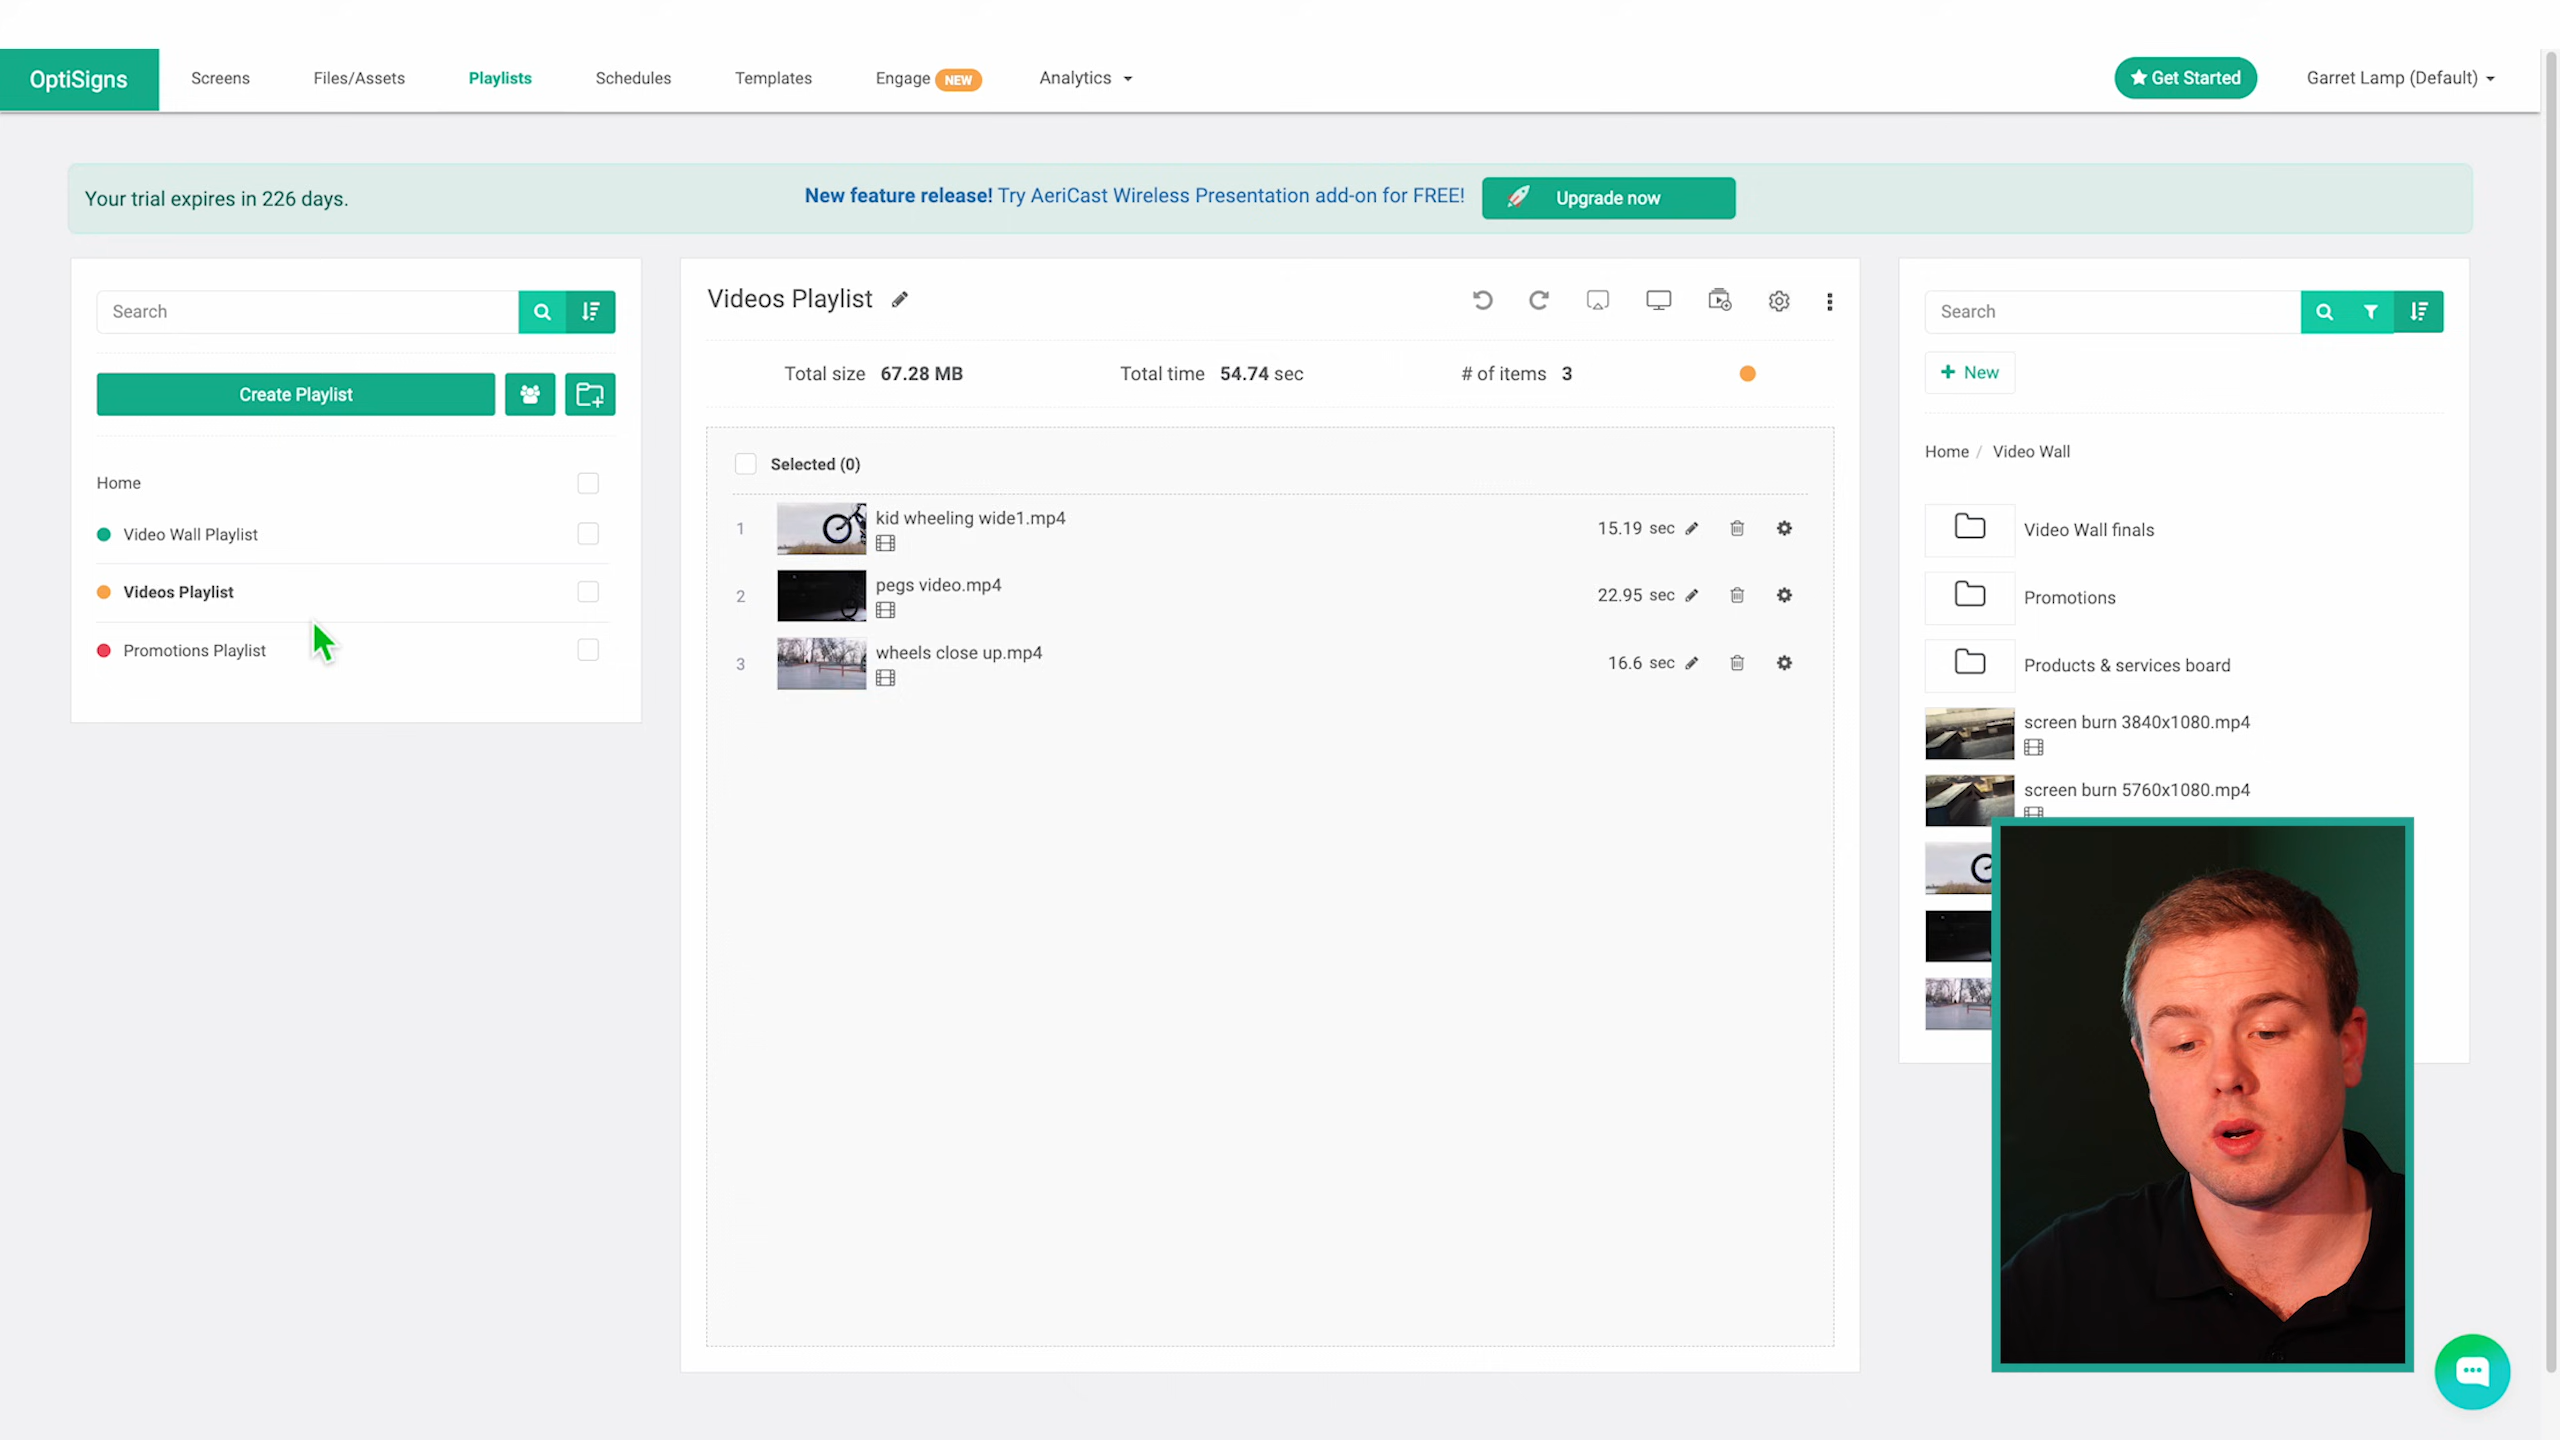 OptiSigns Screens Files/Assets Playlists Schedules Templates Engage NEW Analytics Get Started Garret Lamp (Default)
Your trial expires in 226 days. New feature release! Try AeriCast Wireless Presentation add-on for FREE! Upgrade now
Search
Create Playlist
Home
Video Wall Playlist
Videos Playlist
Promotions Playlist
Videos Playlist
Total size 67.28 MB Total time 54.74 sec # of items 3
Selected (0)
1 kid wheeling wide1.mp4 15.19 sec
2 pegs video.mp4 22.95 sec
3 wheels close up.mp4 16.6 sec
Search
+ New
Home / Video Wall
Video Wall finals
Promotions
Products & services board
screen burn 3840x1080.mp4
screen burn 5760x1080.mp4